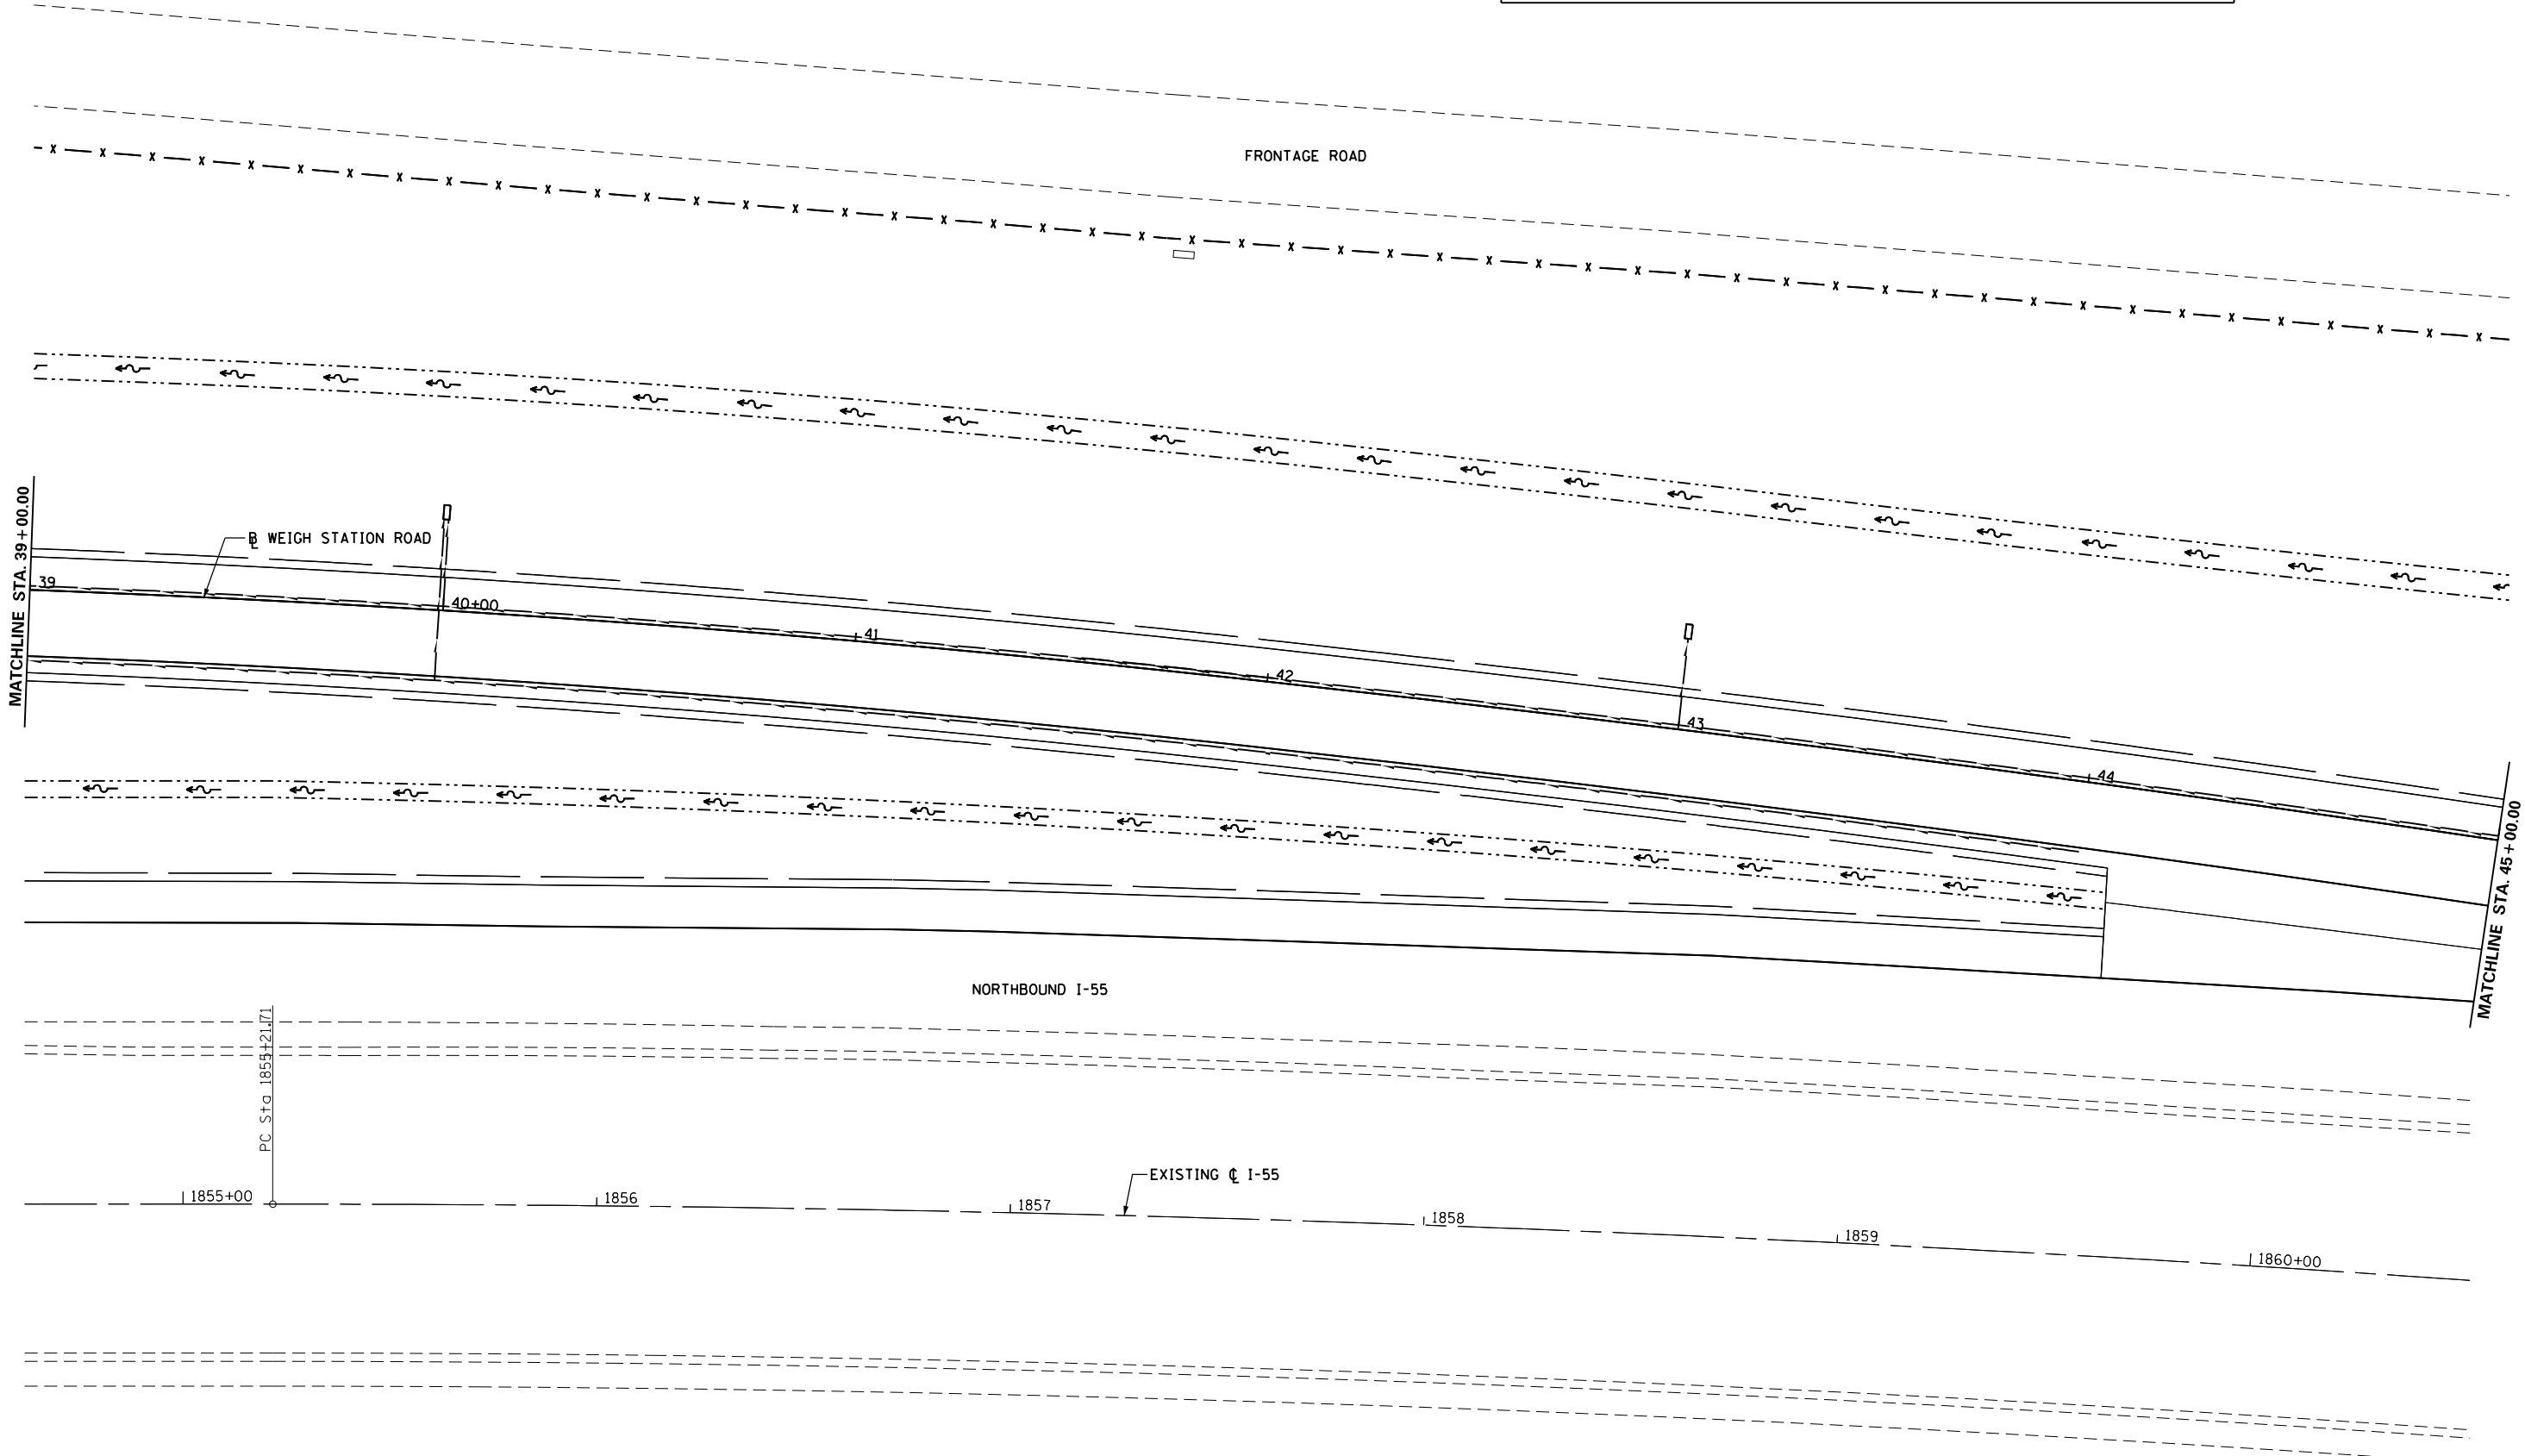 FRONTAGE ROAD
MATCHLINE STA. 39+00.00
℄ WEIGH STATION ROAD
39
40+00
41
42
43
44
MATCHLINE STA. 45+00.00
NORTHBOUND I-55
PC Sta 1855+21.71
EXISTING ℄ I-55
1855+00
1856
1857
1858
1859
1860+00